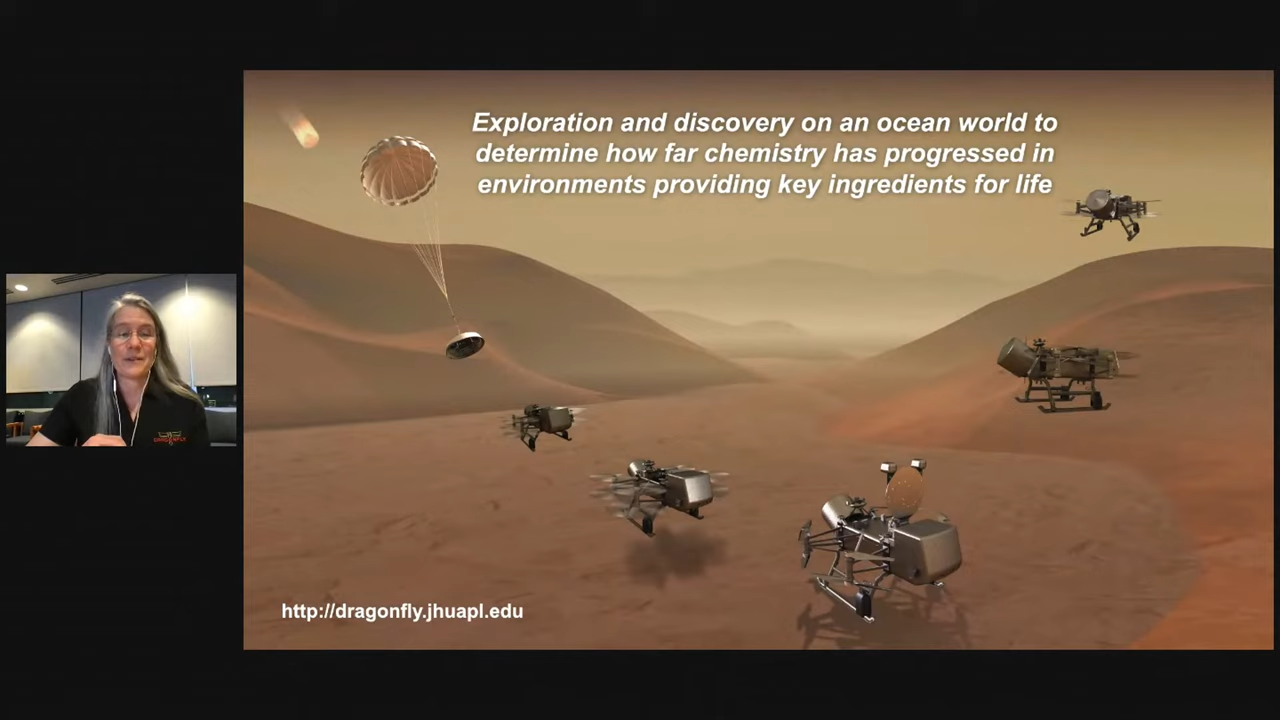 Exploration and discovery on an ocean world to
determine how far chemistry has progressed in
environments providing key ingredients for life
http://dragonfly.jhuapl.edu
DRAGONFLY